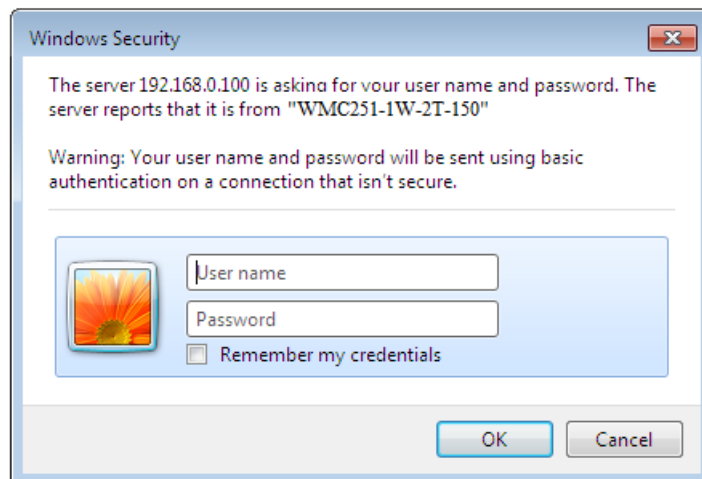 Windows Security
The server 192.168.0.100 is asking for your user name and password. The
server reports that it is from "WMC251-1W-2T-150"
Warning: Your user name and password will be sent using basic
authentication on a connection that isn't secure.
User name
Password
Remember my credentials
OK
Cancel